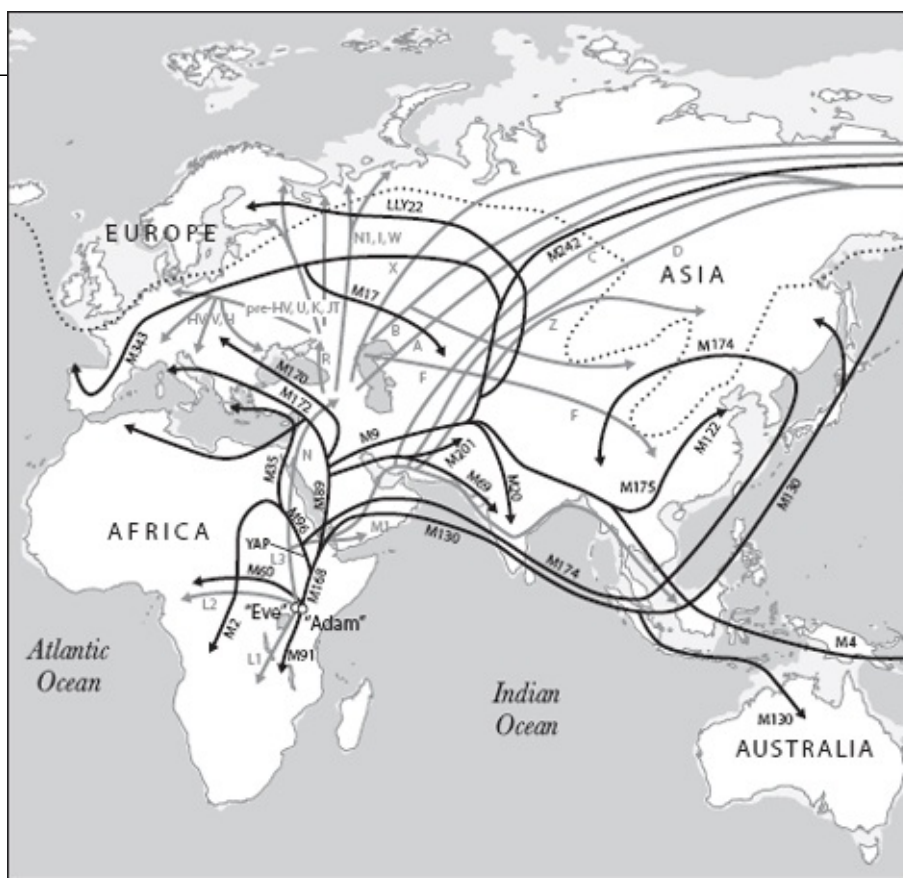 LLY22
EUROPE
N1, I, W
M242
C
D
ASIA
X
M17
pre-HV, U, K, JT
HV, V, H
Z
M343
B
A
M174
R
F
M170
M172
F
M9
M122
M201
M35
N
M175
M20
M69
M89
M130
AFRICA
M96
M1
YAP
M130
L3
M174
M60
M168
L2
"Eve"
"Adam"
M2
Atlantic
Ocean
L1
M91
M4
Indian
Ocean
M130
AUSTRALIA